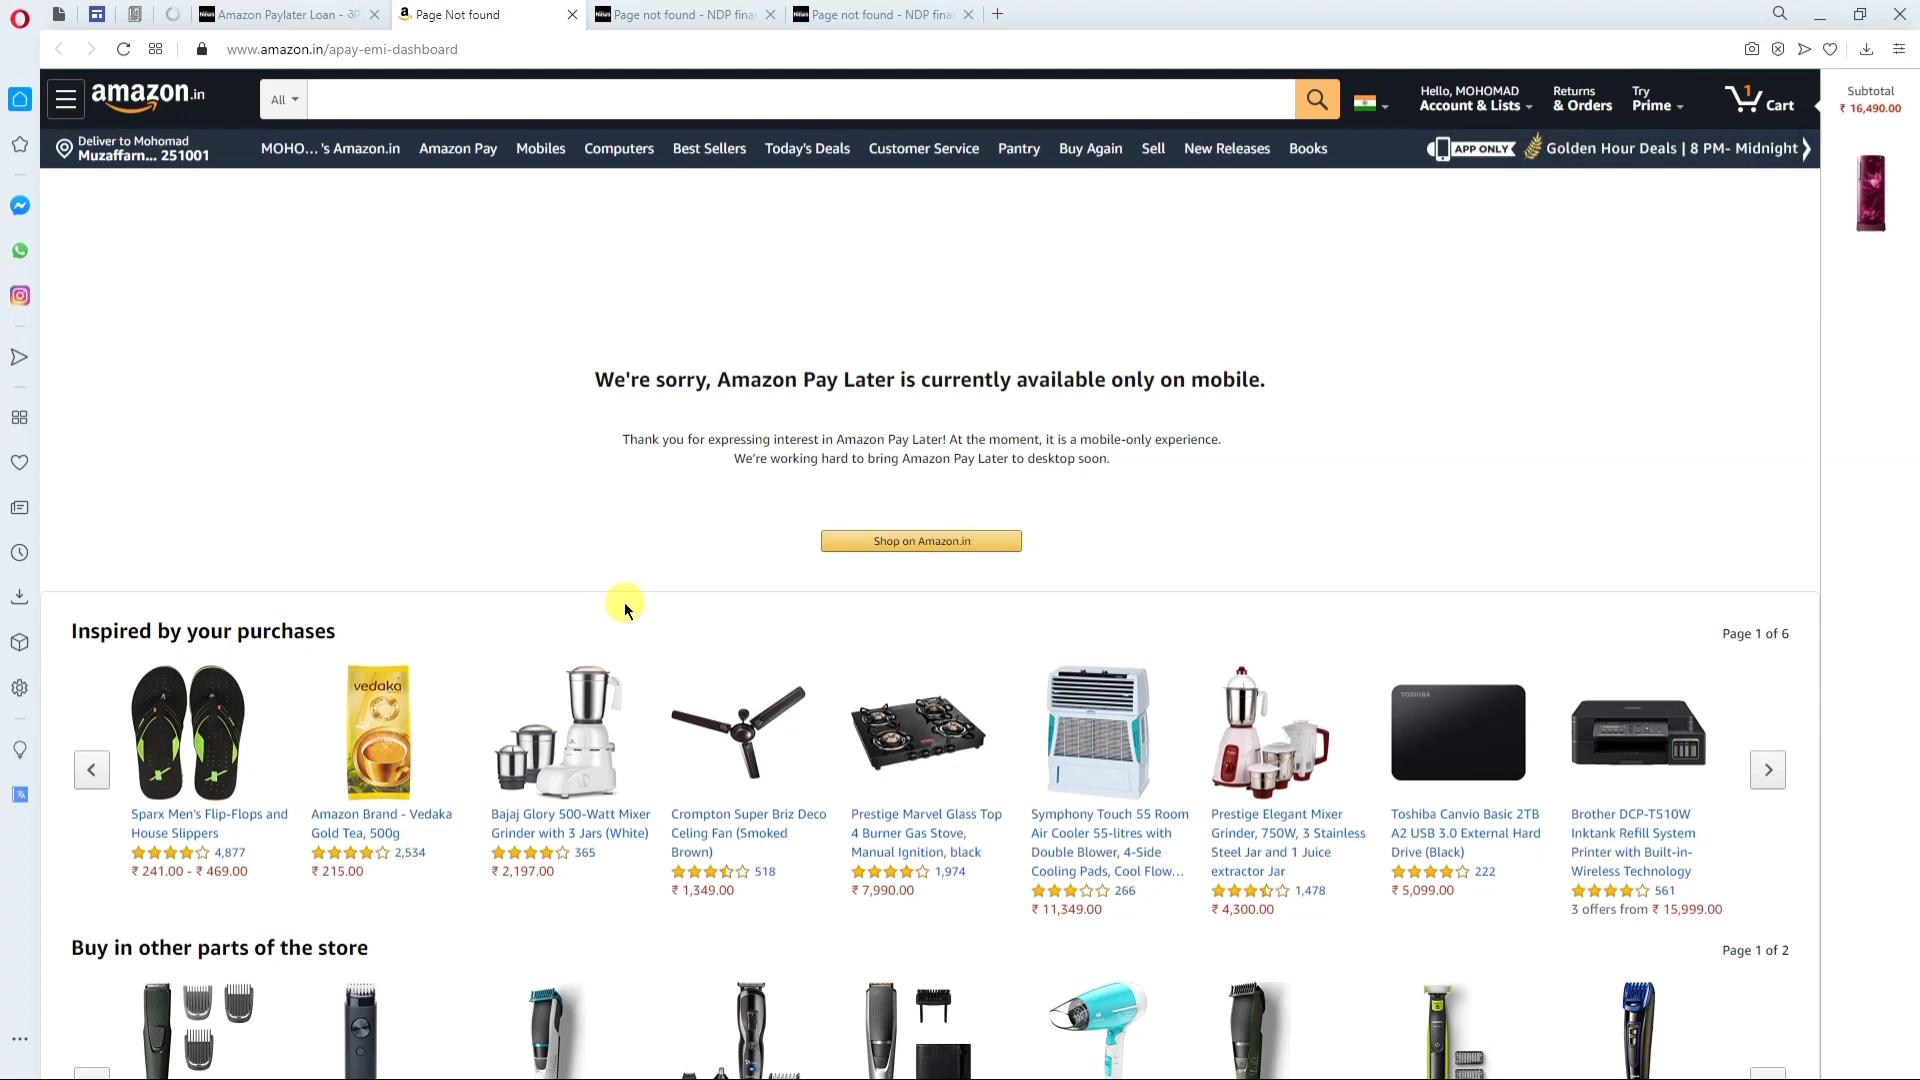 Amazon Paylater Loan - अ
Page Not found
Page not found - NDP fina
Page not found - NDP fina
www.amazon.in/apay-emi-dashboard
amazon.in
All
Hello, MOHOMAD
Account & Lists
Returns
& Orders
Try
Prime
1
Cart
Subtotal
₹ 16,490.00
Deliver to Mohomad
Muzaffarn... 251001
MOHO...'s Amazon.in
Amazon Pay
Mobiles
Computers
Best Sellers
Today's Deals
Customer Service
Pantry
Buy Again
Sell
New Releases
Books
APP ONLY
Golden Hour Deals | 8 PM- Midnight
We're sorry, Amazon Pay Later is currently available only on mobile.
Thank you for expressing interest in Amazon Pay Later! At the moment, it is a mobile-only experience.
We're working hard to bring Amazon Pay Later to desktop soon.
Shop on Amazon.in
Inspired by your purchases
Page 1 of 6
vedaka
TOSHIBA
Sparx Men's Flip-Flops and
House Slippers
4,877
₹ 241.00 - ₹ 469.00
Amazon Brand - Vedaka
Gold Tea, 500g
2,534
₹ 215.00
Bajaj Glory 500-Watt Mixer
Grinder with 3 Jars (White)
365
₹ 2,197.00
Crompton Super Briz Deco
Celing Fan (Smoked
Brown)
518
₹ 1,349.00
Prestige Marvel Glass Top
4 Burner Gas Stove,
Manual Ignition, black
1,974
₹ 7,990.00
Symphony Touch 55 Room
Air Cooler 55-litres with
Double Blower, 4-Side
Cooling Pads, Cool Flow...
266
₹ 11,349.00
Prestige Elegant Mixer
Grinder, 750W, 3 Stainless
Steel Jar and 1 Juice
extractor Jar
1,478
₹ 4,300.00
Toshiba Canvio Basic 2TB
A2 USB 3.0 External Hard
Drive (Black)
222
₹ 5,099.00
Brother DCP-T510W
Inktank Refill System
Printer with Built-in-
Wireless Technology
561
3 offers from ₹ 15,999.00
Buy in other parts of the store
Page 1 of 2